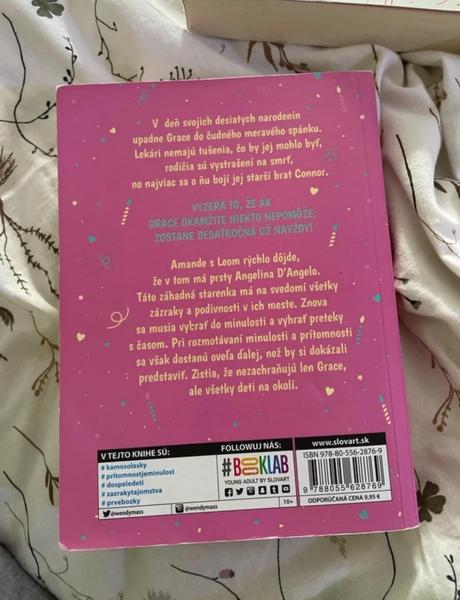 V deň svojich desiatych narodenín
upadne Grace do čudného meravého spánku.
Lekári nemajú tušenia, čo by jej mohlo byť,
rodičia sú vystrašení na smrť,
no najviac sa o ňu bojí jej starší brat Connor.
VYZERÁ TO, ŽE AK
GRACE OKAMŽITE NIEKTO NEPOMÔŽE,
ZOSTANE DESAŤROČNÁ UŽ NAVŽDY!
Amande s Leom rýchlo dôjde,
že v tom má prsty Angelina D'Angelo.
Táto záhadná starenka má na svedomí všetky
zázraky a podivnosti v ich meste. Znova
sa musia vybrať do minulosti a vyhrať preteky
s časom. Pri rozmotávaní minulosti a prítomnosti
sa však dostanú oveľa ďalej, než by si dokázali
predstaviť. Zistia, že nezachraňujú len Grace,
ale všetky deti na okolí.
V TEJTO KNIHE SÚ:
# kamosolasky
# pritomnostjeminulost
# dospeledeti
# zazrakytajomstva
# prvebozky
@wendymass
FOLLOWUJ NÁS:
#BOOKLAB
YOUNG ADULT BY SLOVART
@wendymass
10+
www.slovart.sk
ISBN 978-80-556-2876-9
9 788055 628769
ODPORÚČANÁ CENA 9,95 €